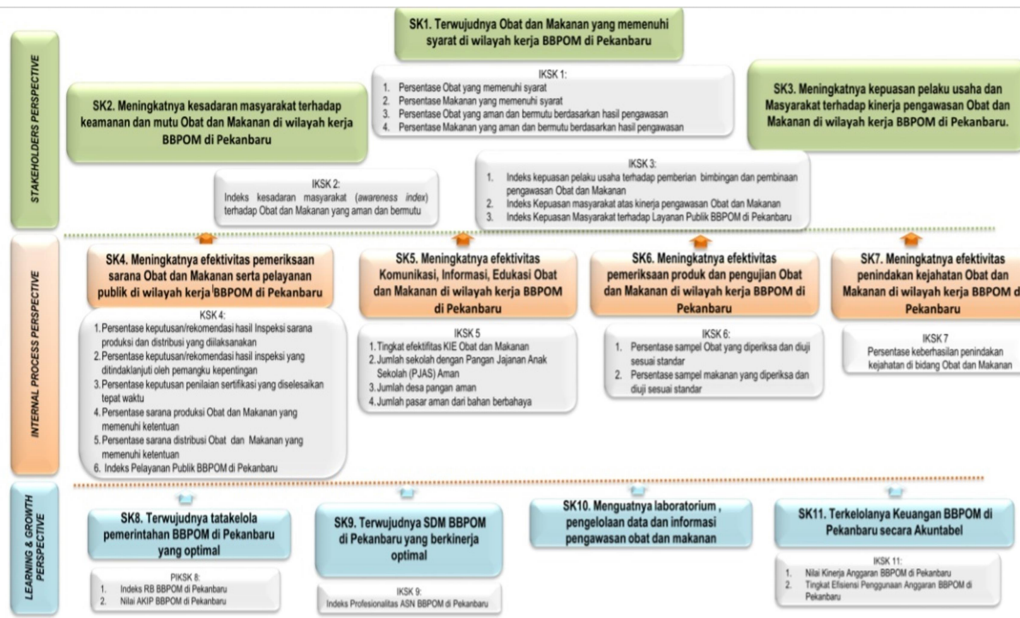 STAKEHOLDERS PERSPECTIVE
SK1. Terwujudnya Obat dan Makanan yang memenuhi
syarat di wilayah kerja BBPOM di Pekanbaru
IKSK 1:
1. Persentase Obat yang memenuhi syarat
2. Persentase Makanan yang memenuhi syarat
3. Persentase Obat yang aman dan bermutu berdasarkan hasil pengawasan
4. Persentase Makanan yang aman dan bermutu berdasarkan hasil pengawasan
SK2. Meningkatnya kesadaran masyarakat terhadap
keamanan dan mutu Obat dan Makanan di wilayah kerja
BBPOM di Pekanbaru
IKSK 2:
Indeks kesadaran masyarakat (awareness index)
terhadap Obat dan Makanan yang aman dan bermutu
SK3. Meningkatnya kepuasan pelaku usaha dan
Masyarakat terhadap kinerja pengawasan Obat dan
Makanan di wilayah kerja BBPOM di Pekanbaru.
IKSK 3:
1. Indeks kepuasan pelaku usaha terhadap pemberian bimbingan dan pembinaan
pengawasan Obat dan Makanan
2. Indeks Kepuasan masyarakat atas kinerja pengawasan Obat dan Makanan
3. Indeks Kepuasan Masyarakat terhadap Layanan Publik BBPOM di Pekanbaru
INTERNAL PROCESS PERSPECTIVE
SK4. Meningkatnya efektivitas pemeriksaan
sarana Obat dan Makanan serta pelayanan
publik di wilayah kerja BBPOM di Pekanbaru
KSK 4:
1. Persentase keputusan/rekomendasi hasil Inspeksi sarana
produksi dan distribusi yang dilaksanakan
2. Persentase keputusan/rekomendasi hasil inspeksi yang
ditindaklanjuti oleh pemangku kepentingan
3. Persentase keputusan penilaian sertifikasi yang diselesaikan
tepat waktu
4. Persentase sarana produksi Obat dan Makanan yang
memenuhi ketentuan
5. Persentase sarana distribusi Obat dan Makanan yang
memenuhi ketentuan
6. Indeks Pelayanan Publik BBPOM di Pekanbaru
SK5. Meningkatnya efektivitas
Komunikasi, Informasi, Edukasi Obat
dan Makanan di wilayah kerja BBPOM
di Pekanbaru
IKSK 5
1. Tingkat efektifitas KIE Obat dan Makanan
2. Jumlah sekolah dengan Pangan Jajanan Anak
Sekolah (PJAS) Aman
3. Jumlah desa pangan aman
4. Jumlah pasar aman dari bahan berbahaya
SK6. Meningkatnya efektivitas
pemeriksaan produk dan pengujian Obat
dan Makanan di wilayah kerja BBPOM di
Pekanbaru
IKSK 6:
1. Persentase sampel Obat yang diperiksa dan diuji
sesuai standar
2. Persentase sampel makanan yang diperiksa dan
diuji sesuai standar
SK7. Meningkatnya efektivitas
penindakan kejahatan Obat dan
Makanan di wilayah kerja BBPOM d
Pekanbaru
IKSK 7
Persentase keberhasilan penindakan
kejahatan di bidang Obat dan Makanan
LEARNING & GROWTH
PERSPECTIVE
SK8. Terwujudnya tatakelola
pemerintahan BBPOM di Pekanbaru
yang optimal
PIKSK 8:
1. Indeks RB BBPOM di Pekanbaru
2. Nilai AKIP BBPOM di Pekanbaru
SK9. Terwujudnya SDM BBPOM
di Pekanbaru yang berkinerja
optimal
IKSK 9:
Indeks Profesionalitas ASN BBPOM di Pekanbaru
SK10. Menguatnya laboratorium ,
pengelolaan data dan informasi
pengawasan obat dan makanan
SK11. Terkelolanya Keuangan BBPOM di
Pekanbaru secara Akuntabel
IKSK 11:
1. Nilai Kinerja Anggaran BBPOM di Pekanbaru
2. Tingkat Efisiensi Penggunaan Anggaran BBPOM di
Pekanbaru